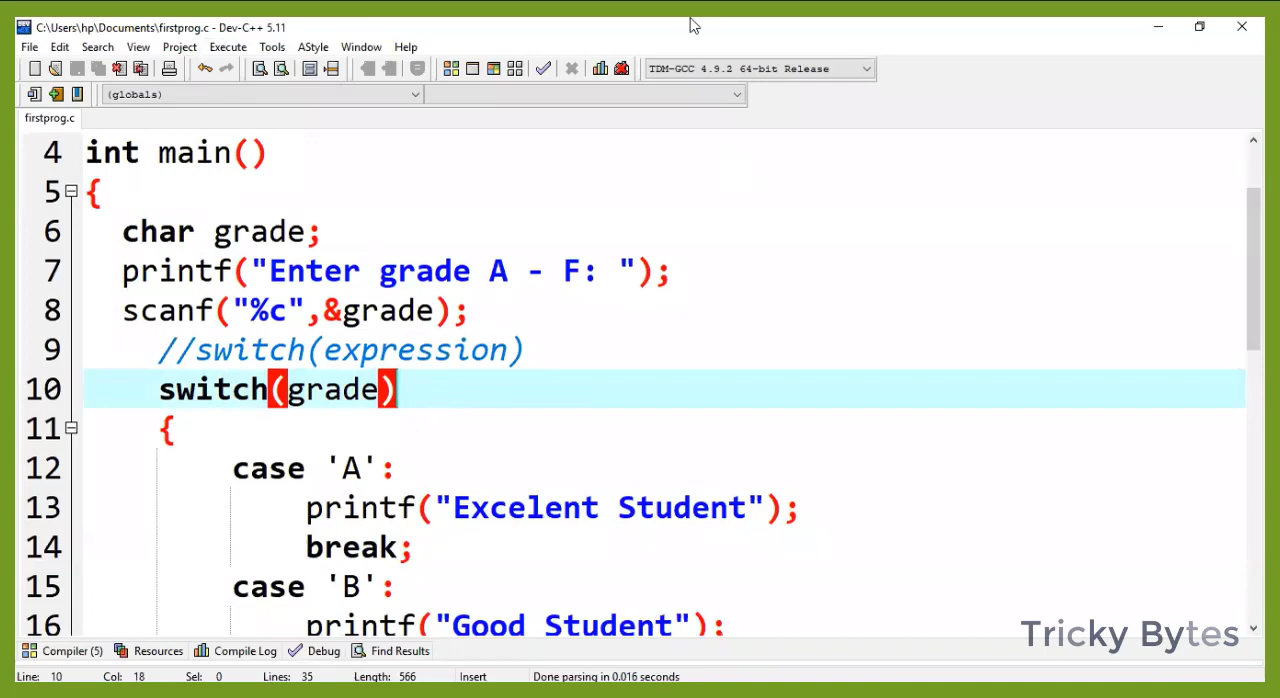 C:\Users\hp\Documents\firstprog.c - Dev-C++ 5.11
File Edit Search View Project Execute Tools AStyle Window Help
TDM-GCC 4.9.2 64-bit Release
(globals)
firstprog.c
4 int main()
5 {
6 char grade;
7 printf("Enter grade A - F: ");
8 scanf("%c",&grade);
9 //switch(expression)
10 switch(grade)
11 {
12 case 'A':
13 printf("Excelent Student");
14 break;
15 case 'B':
16 printf("Good Student");
Tricky Bytes
Compiler (5) Resources Compile Log Debug Find Results
Line: 10 Col: 18 Sel: 0 Lines: 35 Length: 566 Insert Done parsing in 0.016 seconds